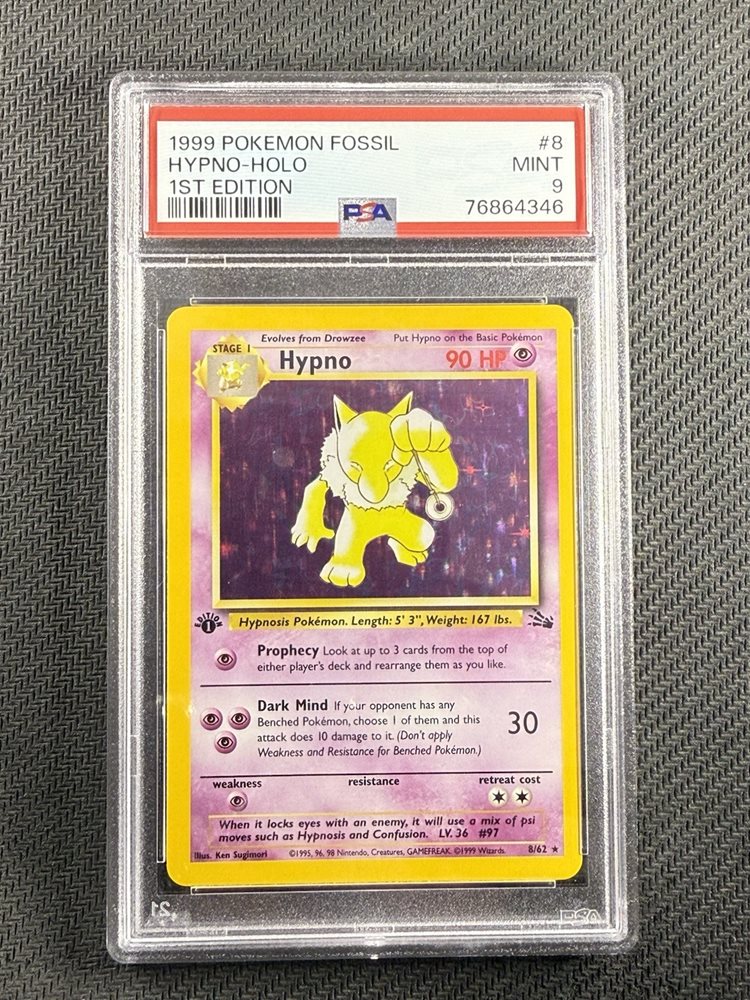 1999 POKEMON FOSSIL #8
HYPNO-HOLO MINT
1ST EDITION 9
PSA 76864346
Evolves from Drowzee Put Hypno on the Basic Pokémon
STAGE 1
Hypno 90 HP
EDITION
1
Hypnosis Pokémon. Length: 5' 3", Weight: 167 lbs.
Prophecy Look at up to 3 cards from the top of
either player's deck and rearrange them as you like.
Dark Mind If your opponent has any
Benched Pokémon, choose 1 of them and this
attack does 10 damage to it. (Don't apply
Weakness and Resistance for Benched Pokémon.)
30
weakness resistance retreat cost
When it locks eyes with an enemy, it will use a mix of psi
moves such as Hypnosis and Confusion. LV. 36 #97
Illus. Ken Sugimori ©1995, 96, 98 Nintendo, Creatures, GAMEFREAK. ©1999 Wizards. 8/62 ★